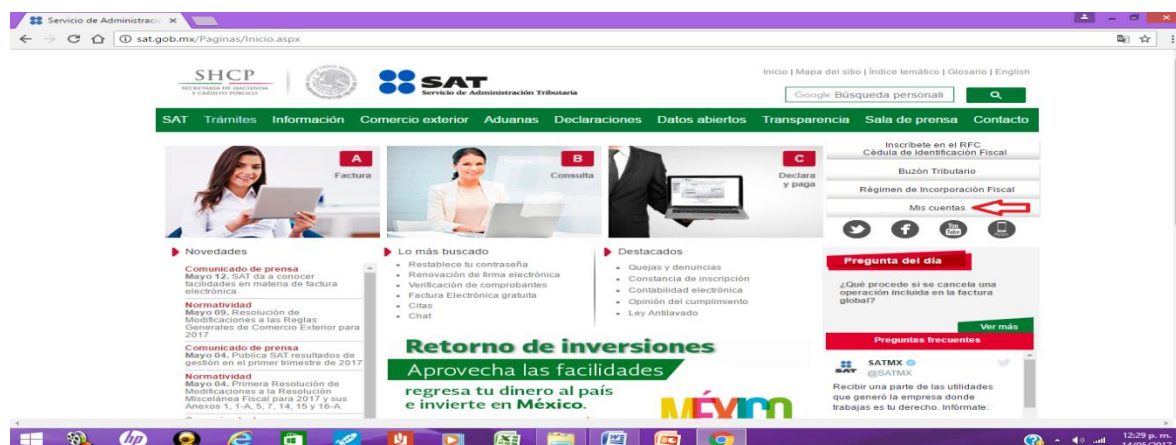 Servicio de Administraci
sat.gob.mx/Paginas/Inicio.aspx
SHCP
SECRETARÍA DE HACIENDA
Y CRÉDITO PÚBLICO
SAT
Servicio de Administración Tributaria
Inicio | Mapa del sitio | Índice temático | Glosario | English
Google Búsqueda personali
SAT Trámites Información Comercio exterior Aduanas Declaraciones Datos abiertos Transparencia Sala de prensa Contacto
A
Factura
B
Consulta
C
Declara
y paga
Inscríbete en el RFC
Cédula de Identificación Fiscal
Buzón Tributario
Régimen de Incorporación Fiscal
Mis cuentas
You
Tube
Novedades
Comunicado de prensa
Mayo 12. SAT da a conocer
facilidades en materia de factura
electrónica.
Normatividad
Mayo 09. Resolución de
Modificaciones a las Reglas
Generales de Comercio Exterior para
2017
Comunicado de prensa
Mayo 04. Publica SAT resultados de
gestión en el primer trimestre de 2017
Normatividad
Mayo 04. Primera Resolución de
Modificaciones a la Resolución
Miscelánea Fiscal para 2017 y sus
Anexos 1, 1-A, 5, 7, 14, 15 y 16-A
Lo más buscado
Restablece tu contraseña
Renovación de firma electrónica
Verificación de comprobantes
Factura Electrónica gratuita
Citas
Chat
Destacados
Quejas y denuncias
Constancia de inscripción
Contabilidad electrónica
Opinión del cumplimiento
Ley Antilavado
Retorno de inversiones
Aprovecha las facilidades
regresa tu dinero al país
e invierte en México.
MÉXICO
Pregunta del día
¿Qué procede si se cancela una
operación incluida en la factura
global?
Ver más
Preguntas frecuentes
SAT
SATMX
@SATMX
Recibir una parte de las utilidades
que generó la empresa donde
trabajas es tu derecho. Infórmate:
hp
12:29 p. m.
14/05/2017